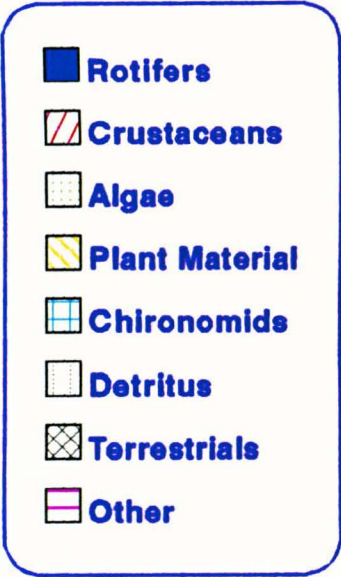 Rotifers
Crustaceans
Algae
Plant Material
Chironomids
Detritus
Terrestrials
Other